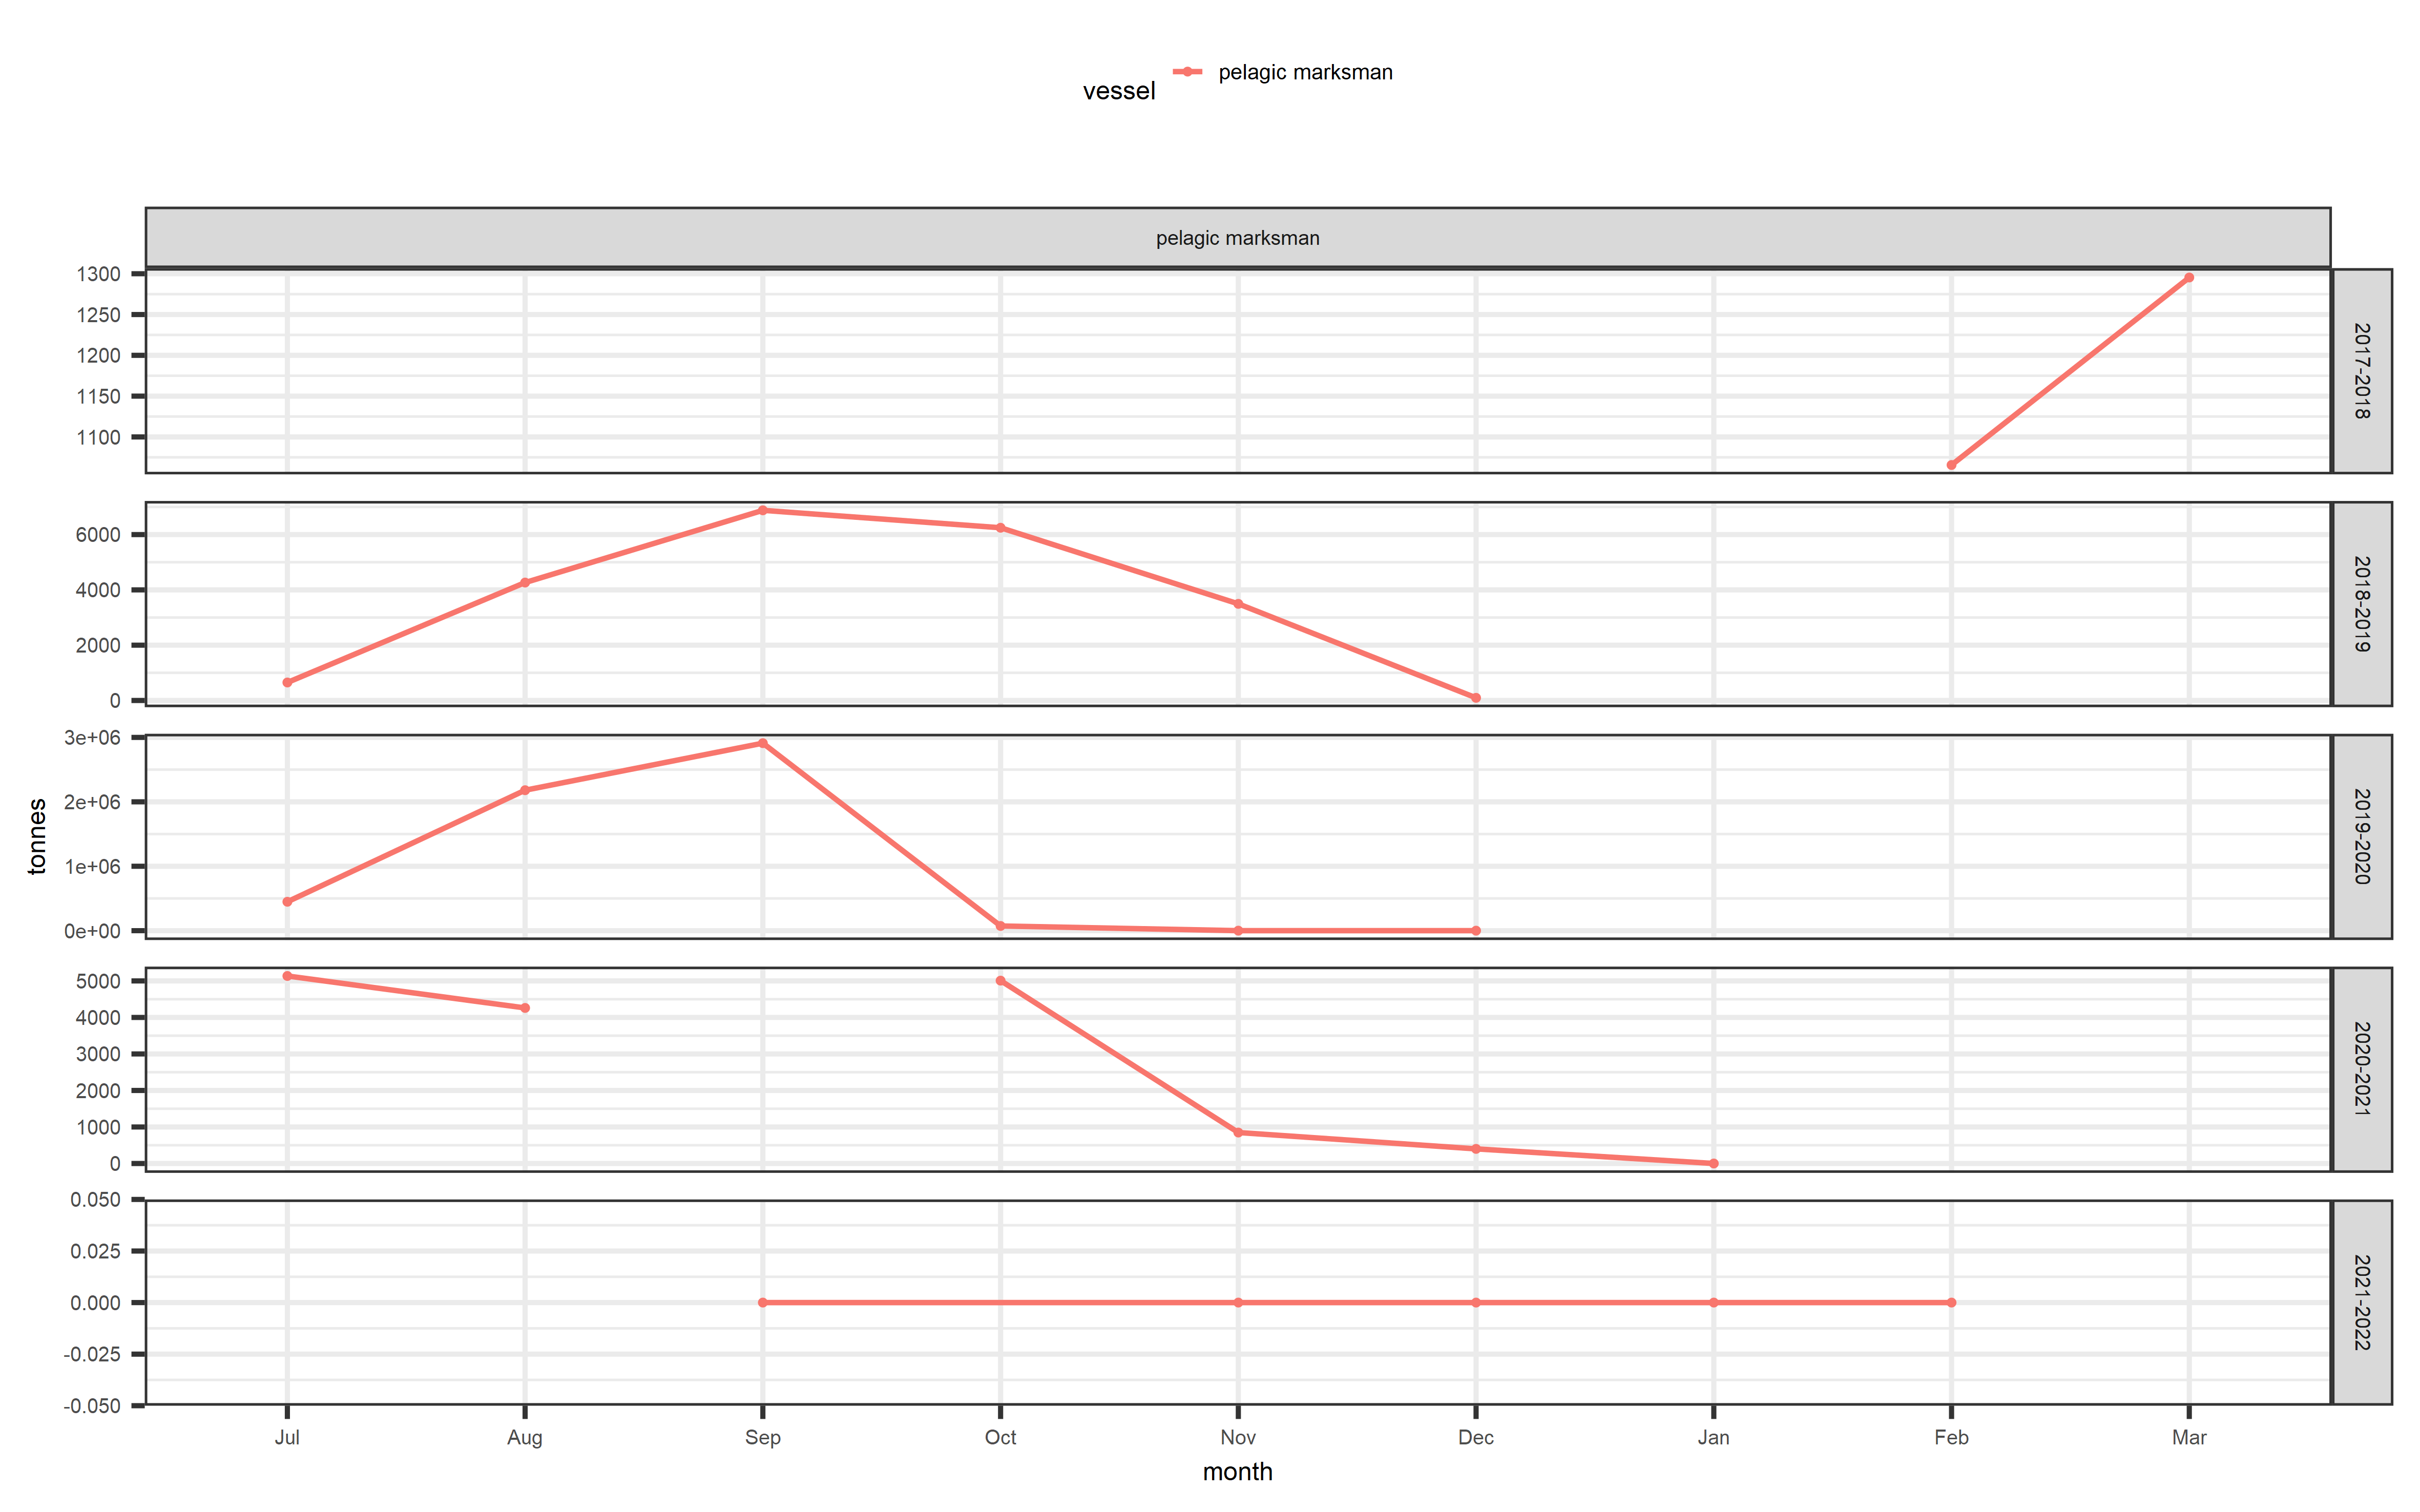 vessel
pelagic marksman
pelagic marksman
1300
1250
1200
1150
1100
2017-2018
6000
4000
2000
0
2018-2019
3e+06
2e+06
1e+06
0e+00
2019-2020
tonnes
5000
4000
3000
2000
1000
0
2020-2021
0.050
0.025
0.000
-0.025
-0.050
2021-2022
Jul Aug Sep Oct Nov Dec Jan Feb Mar
month